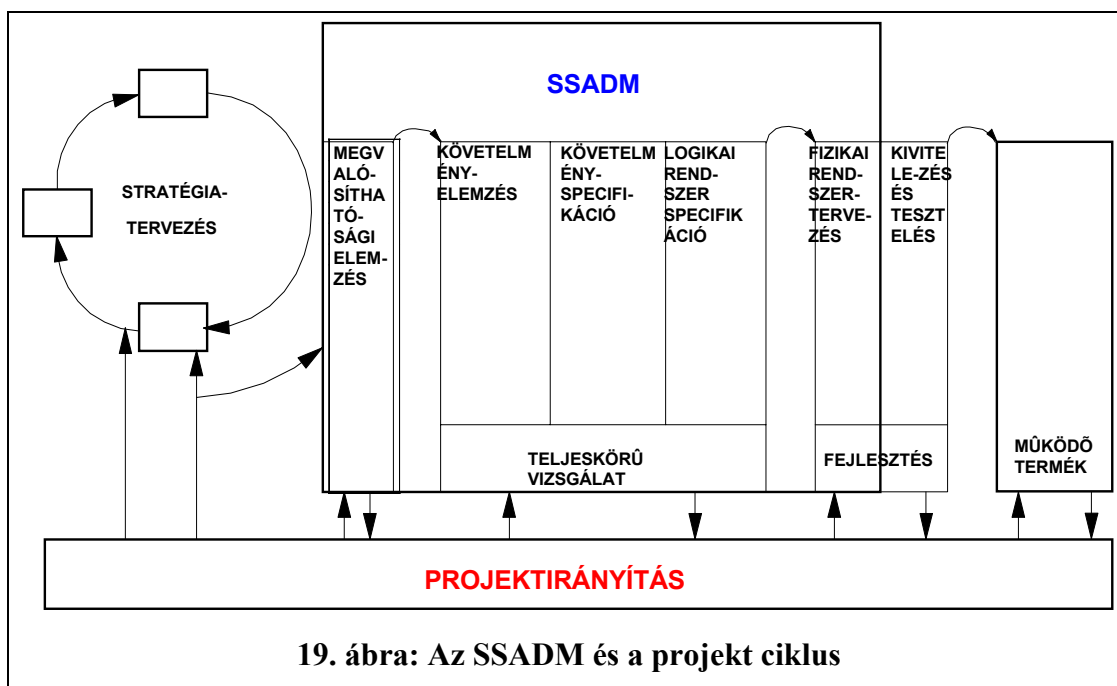 SSADM
STRATÉGIA-
TERVEZÉS
MEGV
ALÓ-
SÍTHA
TÓ-
SÁGI
ELEM-
ZÉS
KÖVETELM
ÉNY-
ELEMZÉS
KÖVETELM
ÉNY-
SPECIFI-
KÁCIÓ
LOGIKAI
REND-
SZER
SPECIFIK
ÁCIÓ
FIZIKAI
REND-
SZER-
TERVE-
ZÉS
KIVITE
LE-ZÉS
ÉS
TESZT
ELÉS
TELJESKÖRÛ
VIZSGÁLAT
FEJLESZTÉS
MÛKÖDÕ
TERMÉK
PROJEKTIRÁNYÍTÁS
19. ábra: Az SSADM és a projekt ciklus